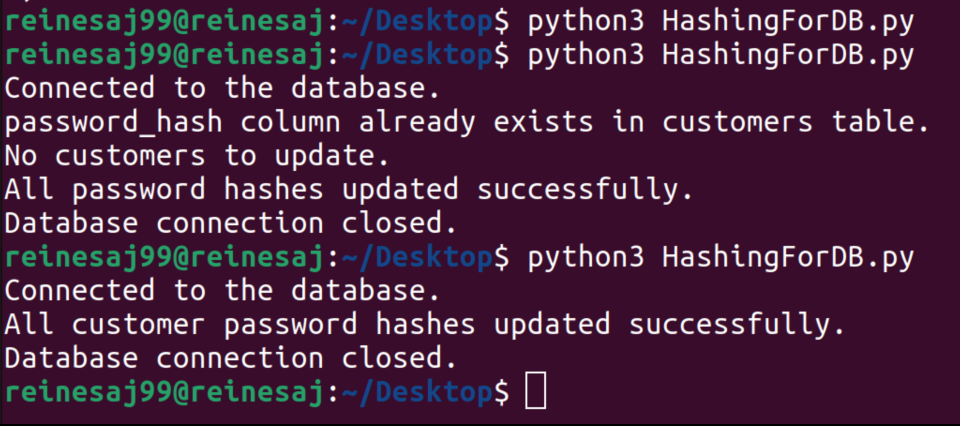 reinesaj99@reinesaj:~/Desktop$ python3 HashingForDB.py
reinesaj99@reinesaj:~/Desktop$ python3 HashingForDB.py
Connected to the database.
password_hash column already exists in customers table.
No customers to update.
All password hashes updated successfully.
Database connection closed.
reinesaj99@reinesaj:~/Desktop$ python3 HashingForDB.py
Connected to the database.
All customer password hashes updated successfully.
Database connection closed.
reinesaj99@reinesaj:~/Desktop$